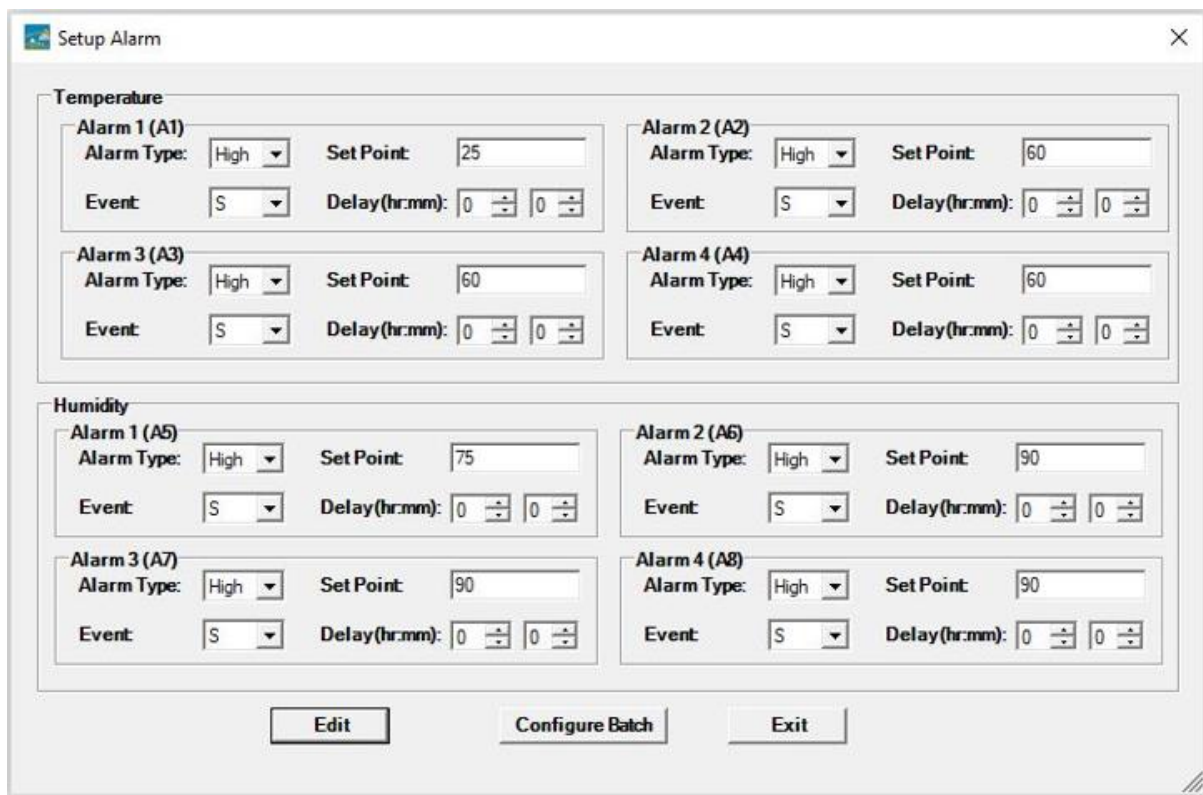 Setup Alarm
Temperature
Alarm 1 (A1)
Alarm Type: High Set Point: 25
Event: S Delay(hr:mm): 0 0
Alarm 2 (A2)
Alarm Type: High Set Point: 60
Event: S Delay(hr:mm): 0 0
Alarm 3 (A3)
Alarm Type: High Set Point: 60
Event: S Delay(hr:mm): 0 0
Alarm 4 (A4)
Alarm Type: High Set Point: 60
Event: S Delay(hr:mm): 0 0
Humidity
Alarm 1 (A5)
Alarm Type: High Set Point: 75
Event: S Delay(hr:mm): 0 0
Alarm 2 (A6)
Alarm Type: High Set Point: 90
Event: S Delay(hr:mm): 0 0
Alarm 3 (A7)
Alarm Type: High Set Point: 90
Event: S Delay(hr:mm): 0 0
Alarm 4 (A8)
Alarm Type: High Set Point: 90
Event: S Delay(hr:mm): 0 0
Edit Configure Batch Exit